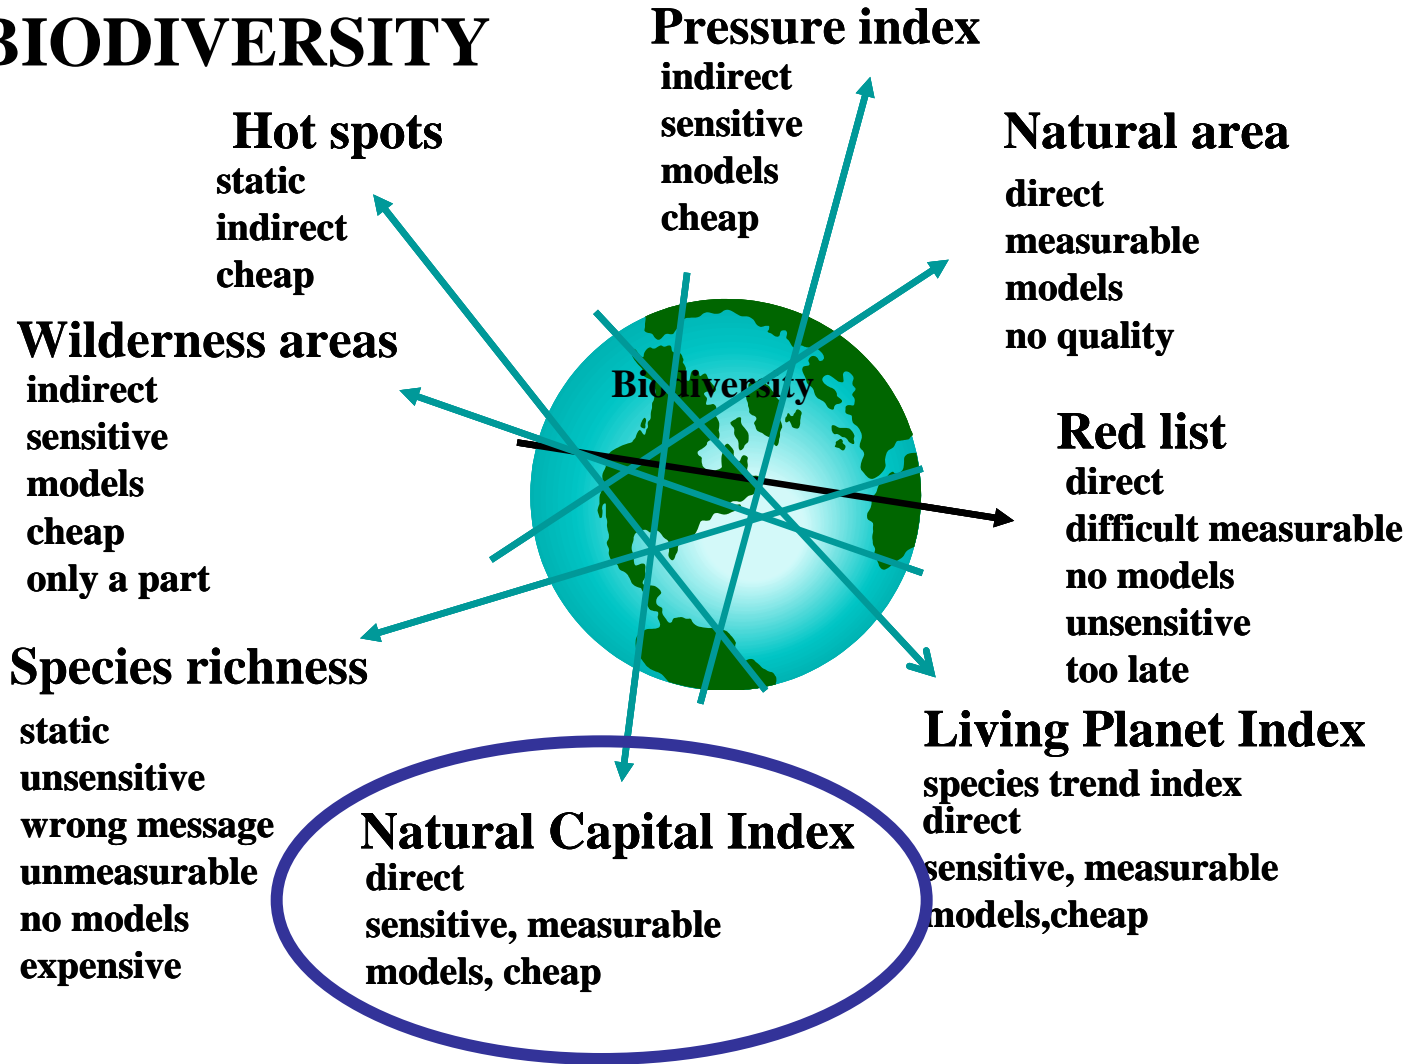 BIODIVERSITY
Pressure index
indirect
sensitive
models
cheap
Hot spots
static
indirect
cheap
Natural area
direct
measurable
models
no quality
Wilderness areas
indirect
sensitive
models
cheap
only a part
Biodiversity
Red list
direct
difficult measurable
no models
unsensitive
too late
Species richness
static
unsensitive
wrong message
unmeasurable
no models
expensive
Natural Capital Index
direct
sensitive, measurable
models, cheap
Living Planet Index
species trend index
direct
sensitive, measurable
models,cheap